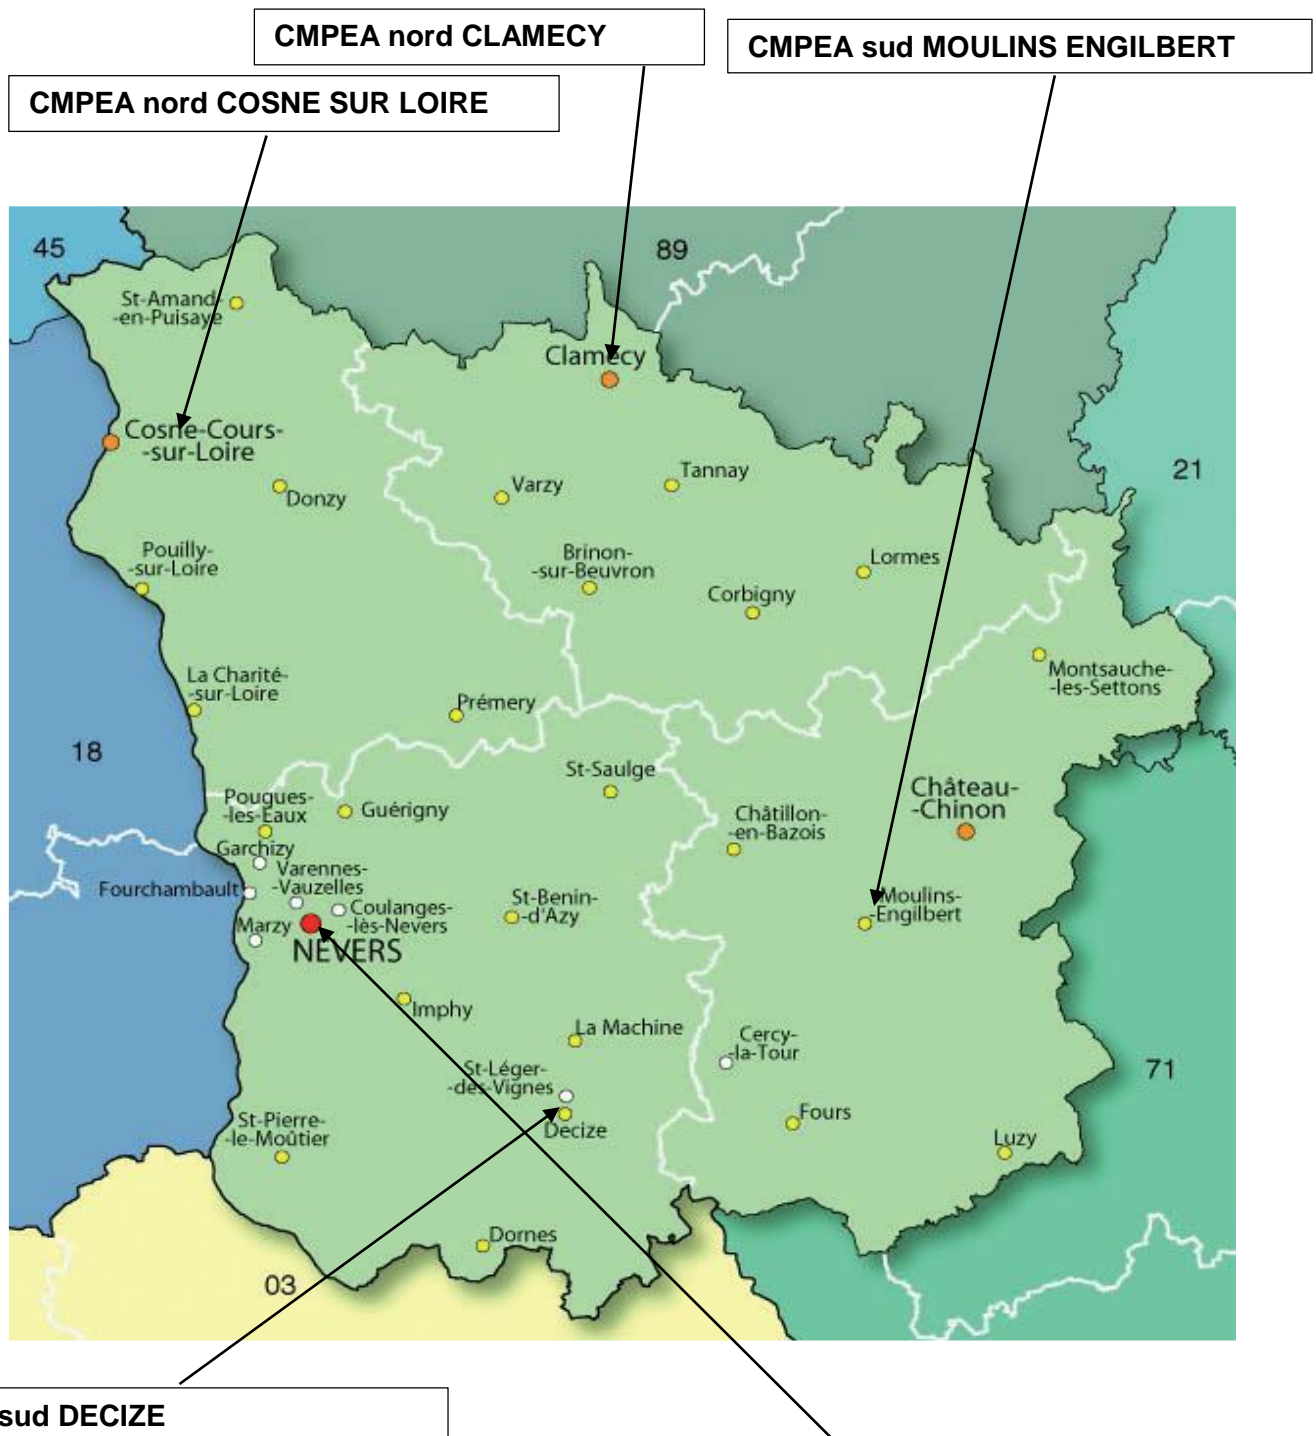 CMPEA nord CLAMECY
CMPEA sud MOULINS ENGILBERT
CMPEA nord COSNE SUR LOIRE
45
89
St-Amand-
-en-Puisaye
Clamecy
Cosne-Cours-
-sur-Loire
21
Tannay
Varzy
Donzy
Pouilly-
-sur-Loire
Brinon-
-sur-Beuvron
Lormes
Corbigny
Montsauche-
-les-Settons
La Charité-
-sur-Loire
Prémery
18
St-Saulge
Château-
-Chinon
Pougues-
-les-Eaux
Guérigny
Châtillon-
-en-Bazois
Garchizy
Varennes-
-Vauzelles
Fourchambault
Coulanges-
-lès-Nevers
St-Benin-
-d'Azy
Moulins-
-Engilbert
Marzy
NEVERS
Imphy
La Machine
Cercy-
-la-Tour
St-Léger-
-des-Vignes
71
Fours
St-Pierre-
-le-Moûtier
Decize
Luzy
Dornes
03
sud DECIZE